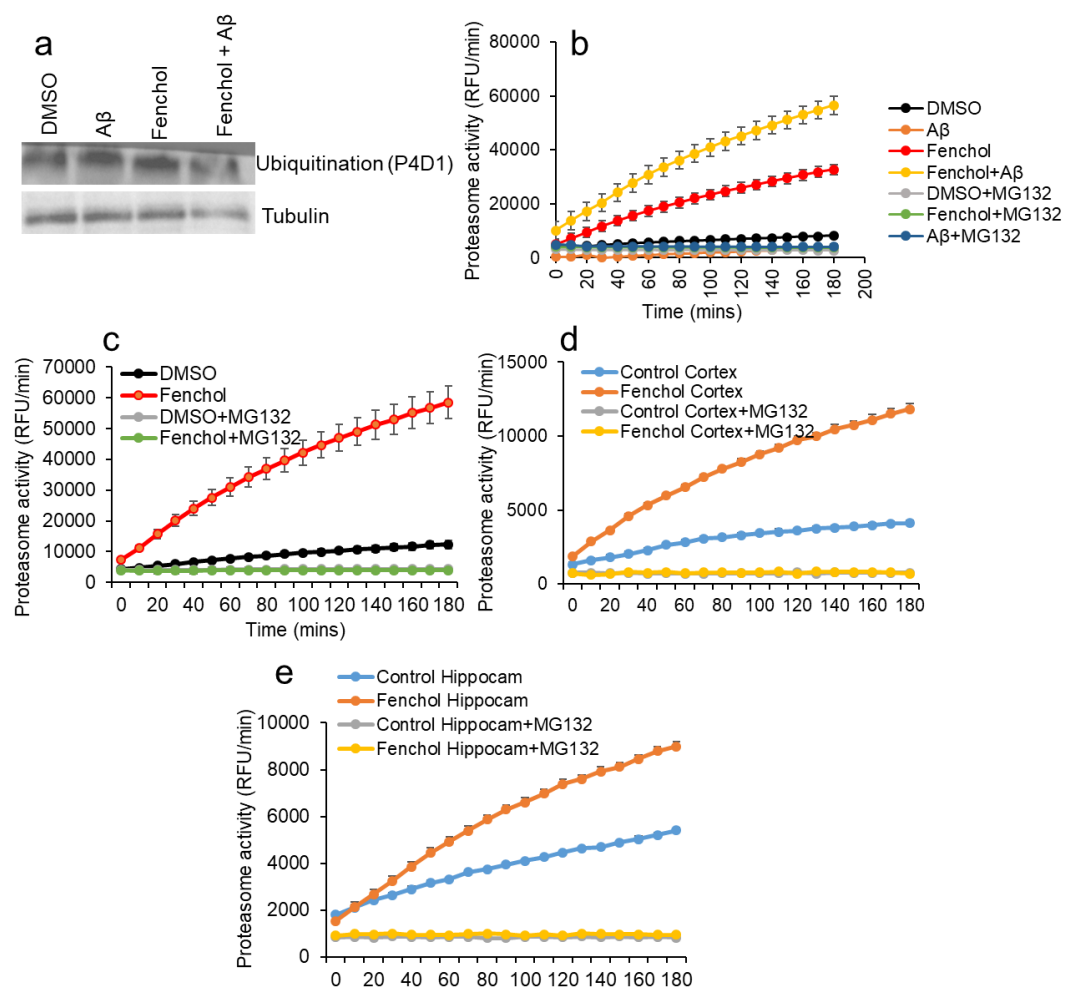 a
DMSO
Aβ
Fenchol
Fenchol + Aβ
Ubiquitination (P4D1)
Tubulin
b
Proteasome activity (RFU/min)
80000
60000
40000
20000
0
0 20 40 60 80 100 120 140 160 180 200
Time (mins)
DMSO
Aβ
Fenchol
Fenchol+Aβ
DMSO+MG132
Fenchol+MG132
Aβ+MG132
c
Proteasome activity (RFU/min)
70000
60000
50000
40000
30000
20000
10000
0
0 20 40 60 80 100 120 140 160 180
Time (mins)
DMSO
Fenchol
DMSO+MG132
Fenchol+MG132
d
Proteasome activity (RFU/min)
15000
10000
5000
0
0 20 40 60 80 100 120 140 160 180
Control Cortex
Fenchol Cortex
Control Cortex+MG132
Fenchol Cortex+MG132
e
Control Hippocam
Fenchol Hippocam
Control Hippocam+MG132
Fenchol Hippocam+MG132
Proteasome activity (RFU/min)
10000
8000
6000
4000
2000
0
0 20 40 60 80 100 120 140 160 180